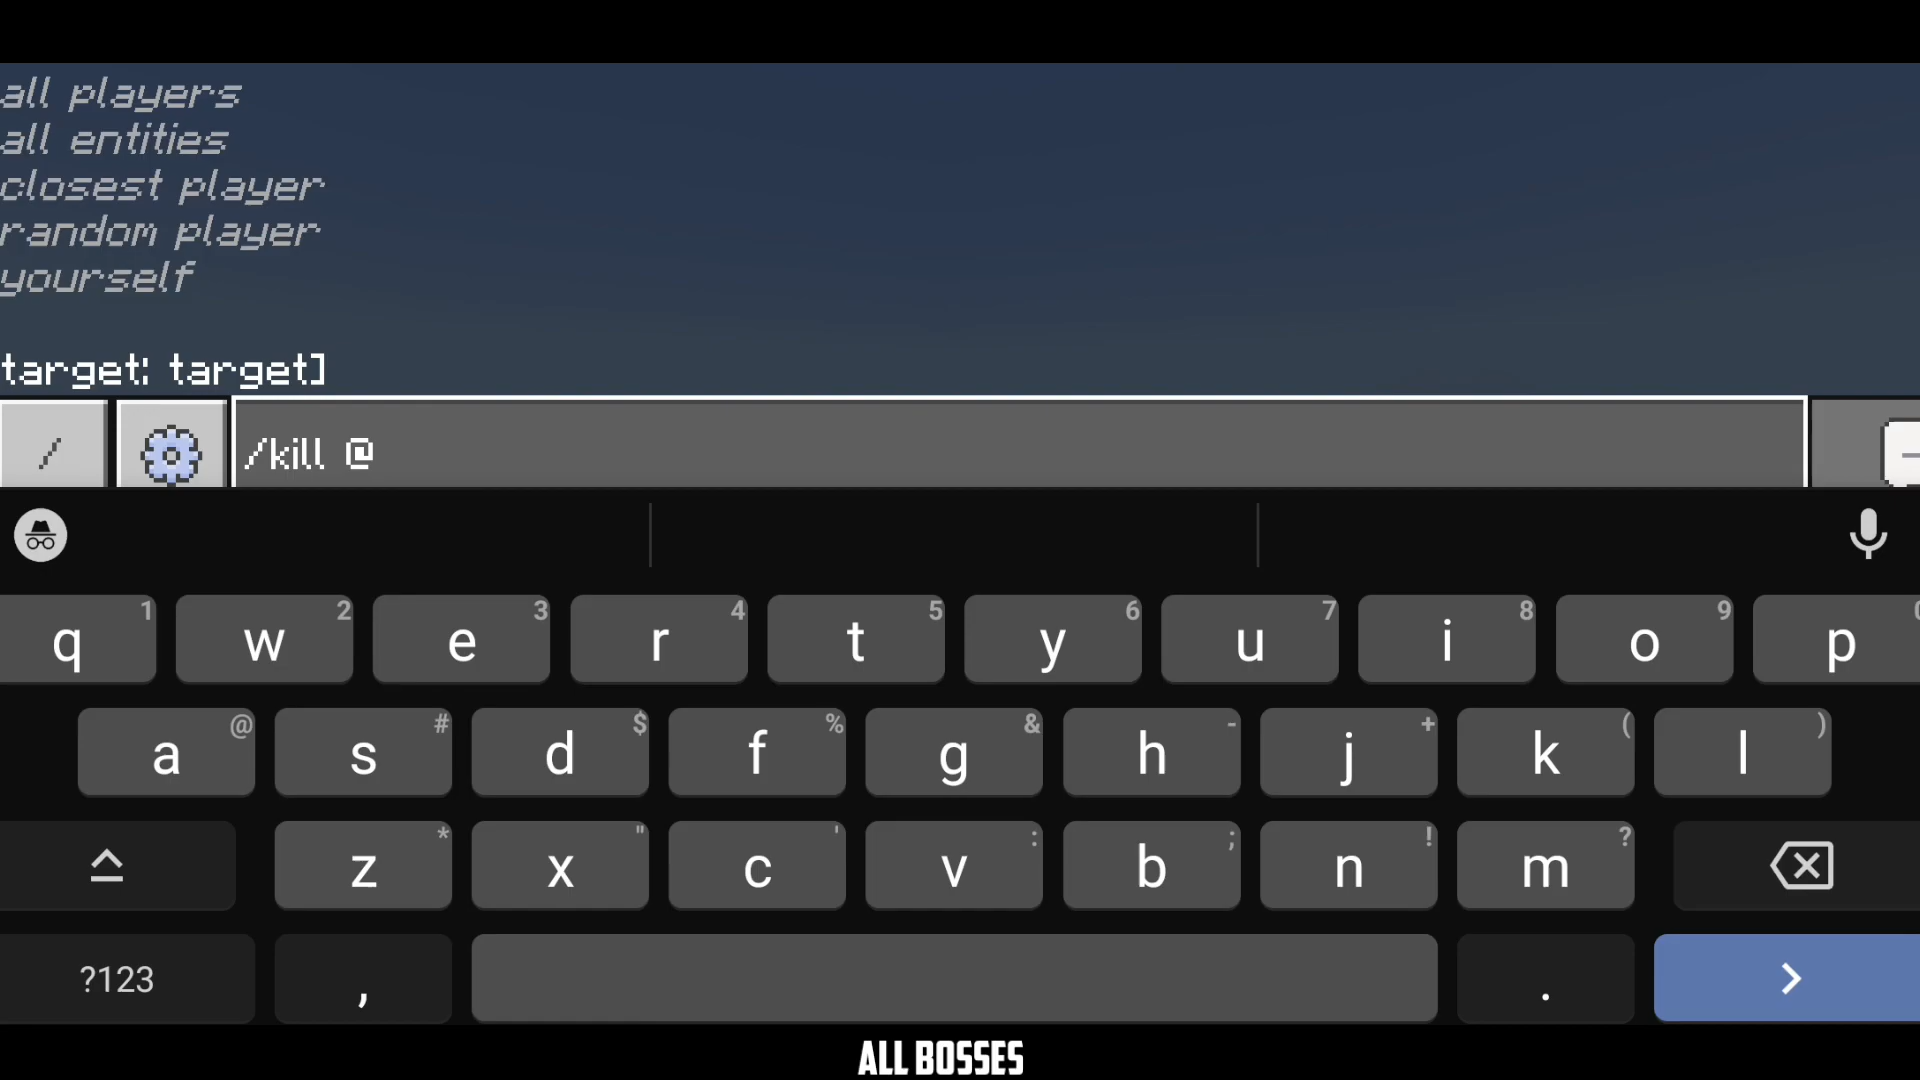 all players
all entities
closest player
random player
yourself
target: target]
/
/kill @
q 1 w 2 e 3 r 4 t 5 y 6 u 7 i 8 o 9 p 0
a @ s # d $ f % g & h - j + k ( l )
z * x " c ' v : b ; n ! m ?
?123 , .
ALL BOSSES